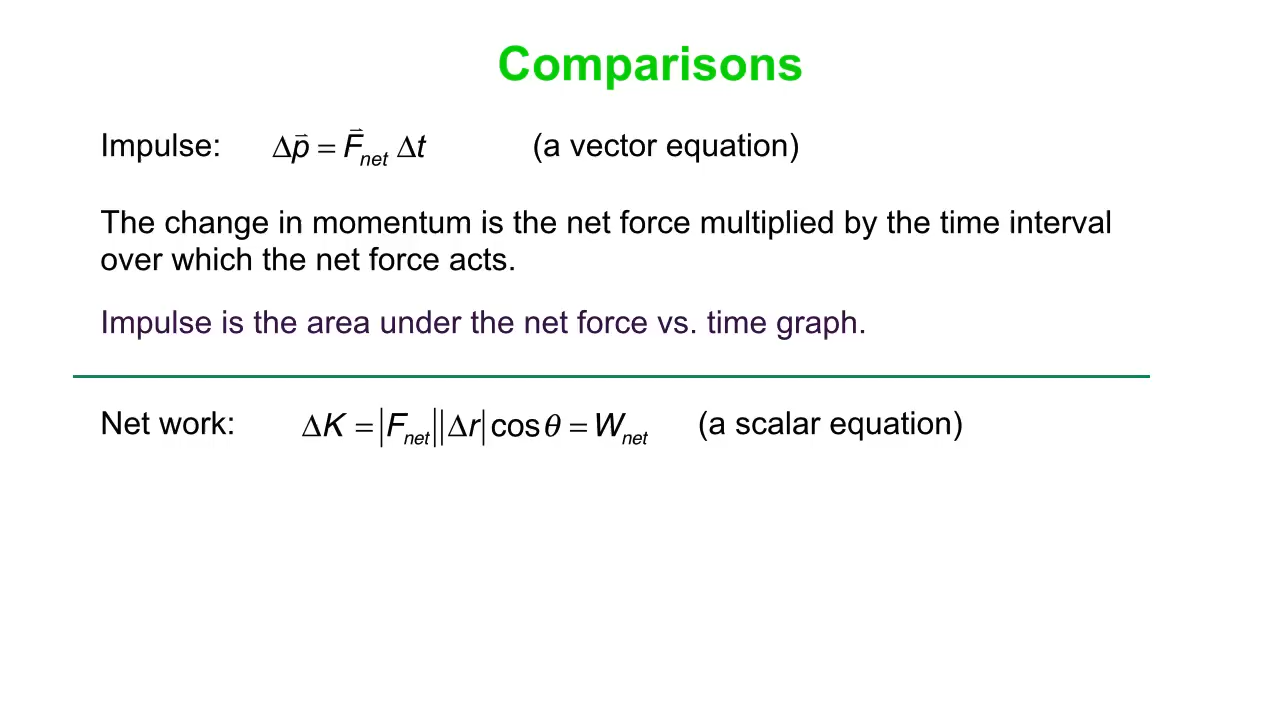 Comparisons
Impulse: Δp⃗ = F⃗net Δt (a vector equation)
The change in momentum is the net force multiplied by the time interval
over which the net force acts.
Impulse is the area under the net force vs. time graph.
Net work: ΔK = |Fnet||Δr| cosθ = Wnet (a scalar equation)